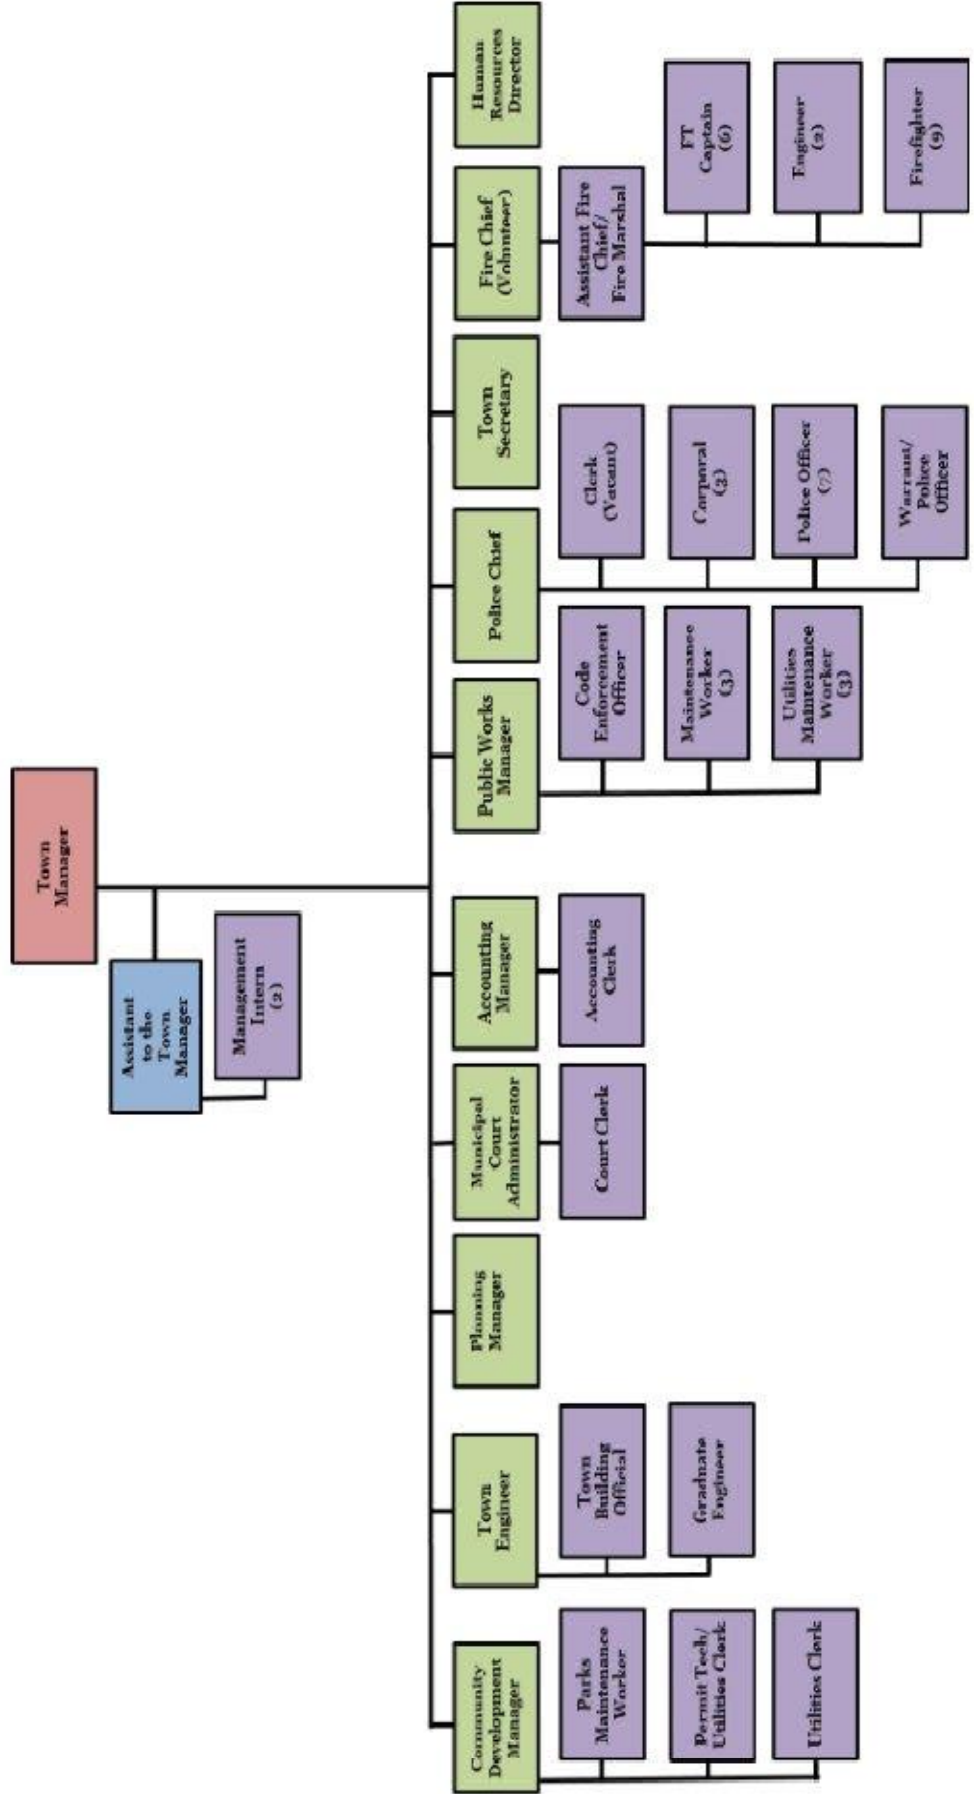 Town
Manager
Assistant
to the
Town
Manager
Management
Intern
(2)
Community
Development
Manager
Town
Engineer
Planning
Manager
Municipal
Court
Administrator
Accounting
Manager
Public Works
Manager
Police Chief
Town
Secretary
Fire Chief
(Volunteer)
Human
Resources
Director
Parks
Maintenance
Worker
Permit Tech/
Utilities Clerk
Utilities Clerk
Town
Building
Official
Graduate
Engineer
Court Clerk
Accounting
Clerk
Code
Enforcement
Officer
Maintenance
Worker
(3)
Utilities
Maintenance
Worker
(3)
Clerk
(Vacant)
Corporal
Police Officer
(7)
Warrant/
Police
Officer
Assistant Fire
Chief/
Fire Marshal
FT
Captain
(6)
Engineer
(2)
Firefighter
(9)